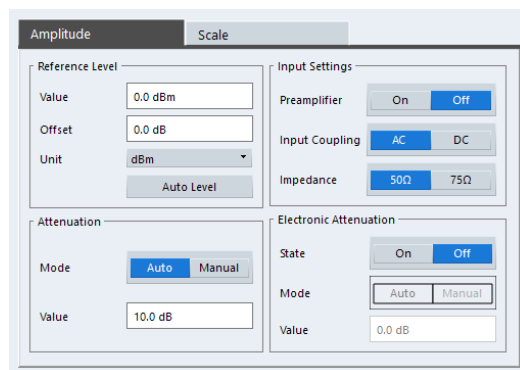 Amplitude Scale
Reference Level
Value 0.0 dBm
Offset 0.0 dB
Unit dBm
Auto Level
Input Settings
Preamplifier On Off
Input Coupling AC DC
Impedance 50Ω 75Ω
Attenuation
Mode Auto Manual
Value 10.0 dB
Electronic Attenuation
State On Off
Mode Auto Manual
Value 0.0 dB